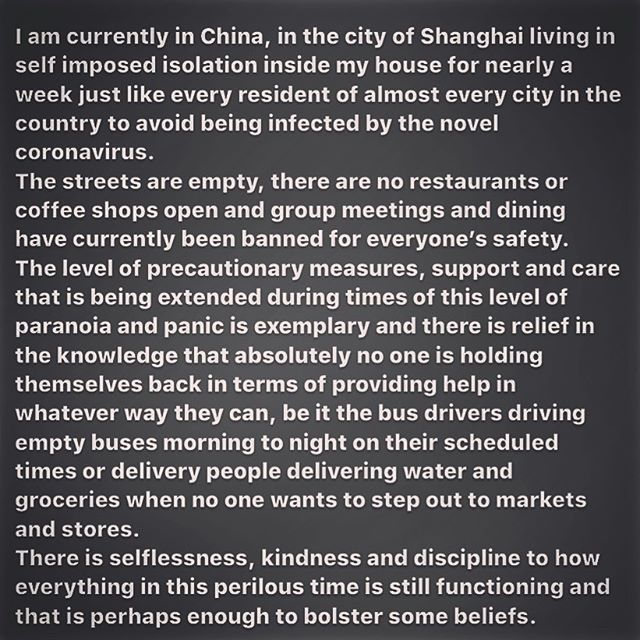 I am currently in China, in the city of Shanghai living in
self imposed isolation inside my house for nearly a
week just like every resident of almost every city in the
country to avoid being infected by the novel
coronavirus.
The streets are empty, there are no restaurants or
coffee shops open and group meetings and dining
have currently been banned for everyone’s safety.
The level of precautionary measures, support and care
that is being extended during times of this level of
paranoia and panic is exemplary and there is relief in
the knowledge that absolutely no one is holding
themselves back in terms of providing help in
whatever way they can, be it the bus drivers driving
empty buses morning to night on their scheduled
times or delivery people delivering water and
groceries when no one wants to step out to markets
and stores.
There is selflessness, kindness and discipline to how
everything in this perilous time is still functioning and
that is perhaps enough to bolster some beliefs.